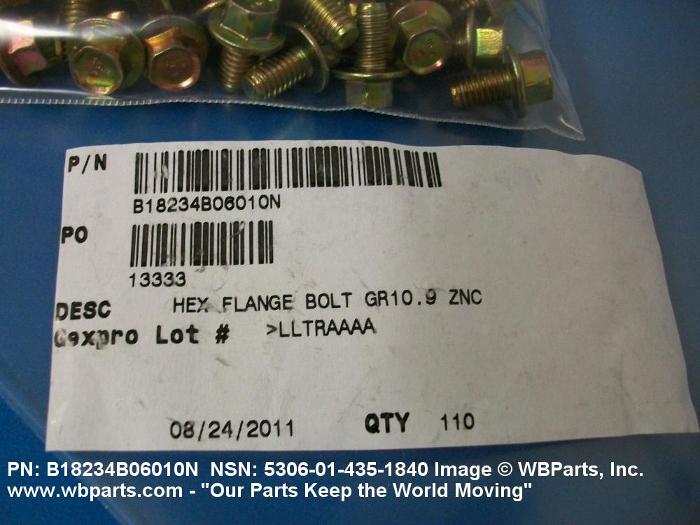 P/N
B18234B06010N
PO
13333
DESC HEX FLANGE BOLT GR10.9 ZNC
Gexpro Lot # >LLTRAAAA
08/24/2011 QTY 110
PN: B18234B06010N NSN: 5306-01-435-1840 Image © WBParts, Inc.
www.wbparts.com - "Our Parts Keep the World Moving"